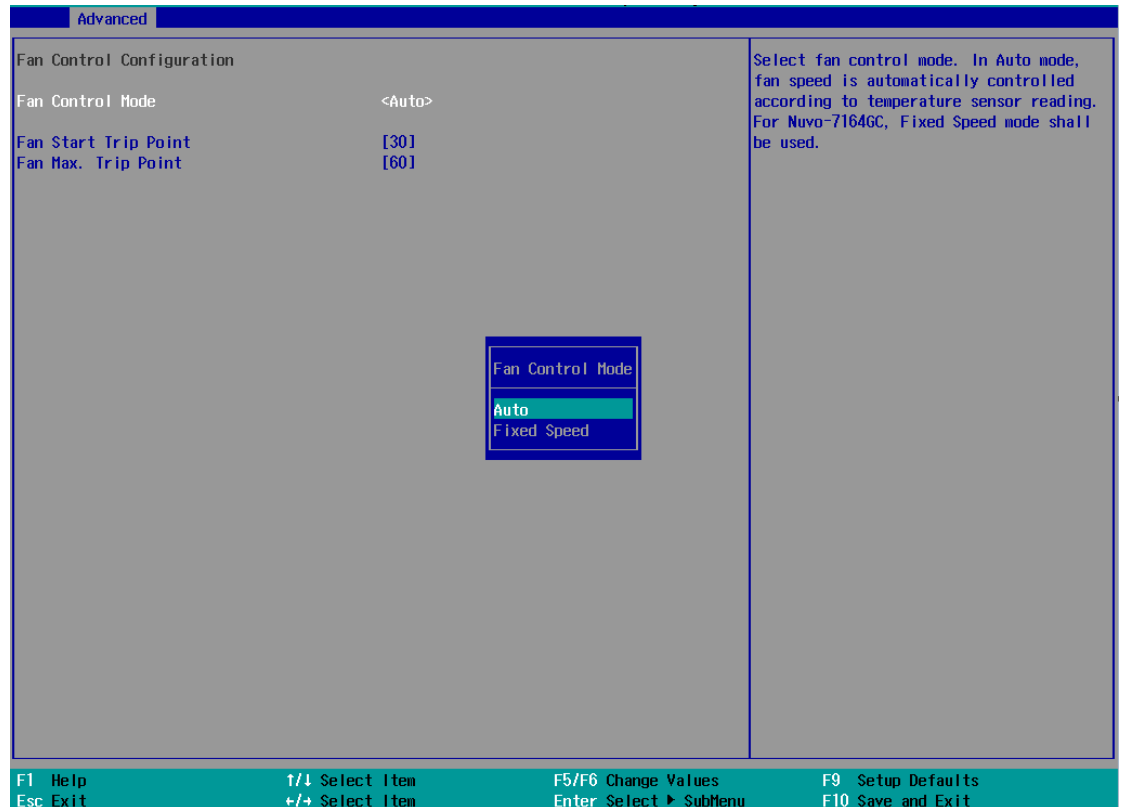 Advanced
Fan Control Configuration
Fan Control Mode <Auto>
Fan Start Trip Point [30]
Fan Max. Trip Point [60]
Select fan control mode. In Auto mode,
fan speed is automatically controlled
according to temperature sensor reading.
For Nuvo-7164GC, Fixed Speed mode shall
be used.
Fan Control Mode
Auto
Fixed Speed
F1 Help ↑/↓ Select Item F5/F6 Change Values F9 Setup Defaults
Esc Exit ←/→ Select Item Enter Select ▶ SubMenu F10 Save and Exit